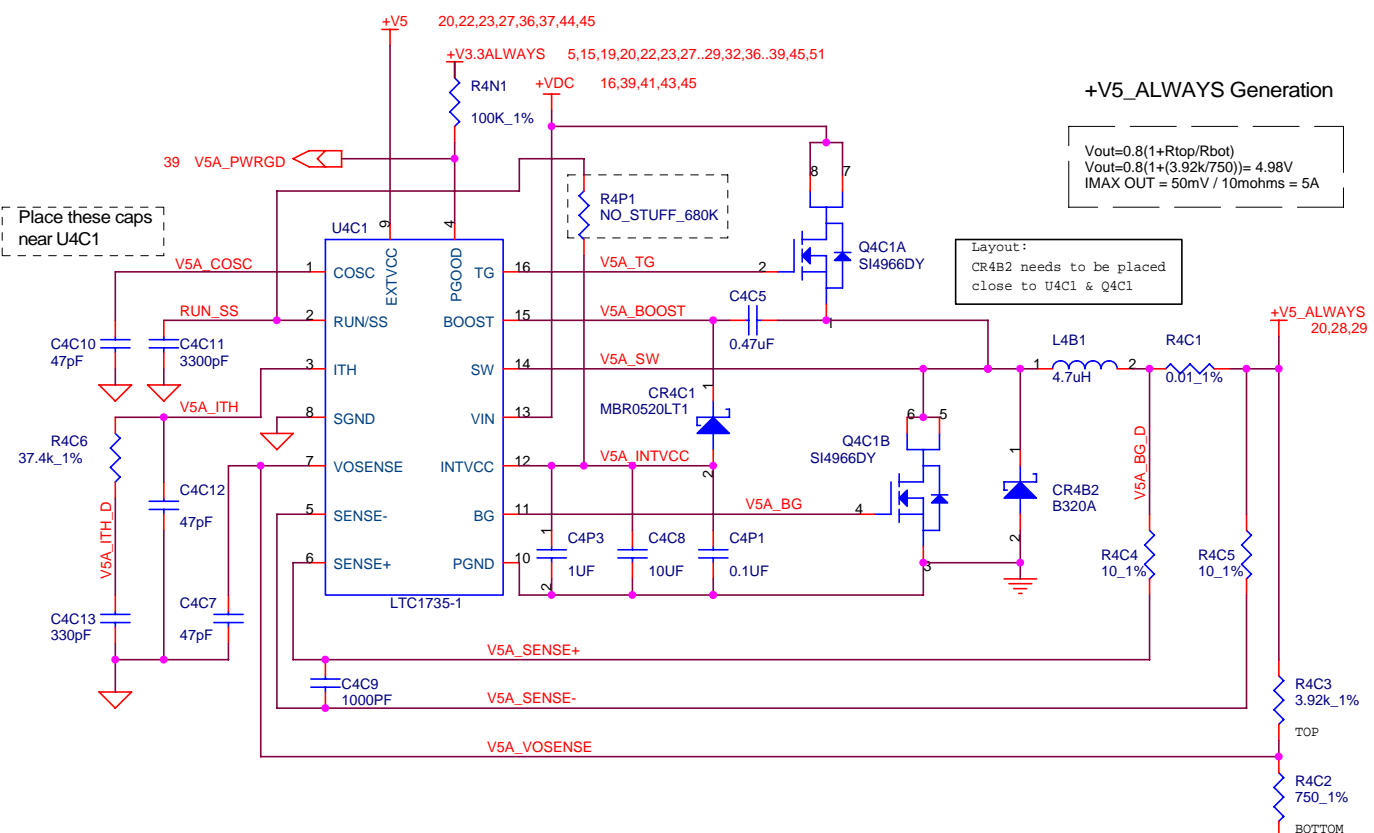 +V5 20,22,23,27,36,37,44,45
+V3.3ALWAYS 5,15,19,20,22,23,27..29,32,36..39,45,51
R4N1
100K_1%
+VDC 16,39,41,43,45
+V5_ALWAYS Generation
Vout=0.8(1+Rtop/Rbot)
Vout=0.8(1+(3.92k/750))= 4.98V
IMAX OUT = 50mV / 10mohms = 5A
39 V5A_PWRGD
8 7
R4P1
NO_STUFF_680K
Place these caps
near U4C1
U4C1
9
4
EXTVCC
PGOOD
Q4C1A
SI4966DY
Layout:
CR4B2 needs to be placed
close to U4C1 & Q4C1
V5A_COSC
1
COSC
TG
16
V5A_TG
2
C4C5
0.47uF
1
RUN_SS
2
RUN/SS
BOOST
15
V5A_BOOST
+V5_ALWAYS
20,28,29
C4C10
47pF
C4C11
3300pF
3
ITH
SW
14
V5A_SW
L4B1
1
2
4.7uH
R4C1
0.01_1%
CR4C1
MBR0520LT1
1
2
V5A_ITH
8
SGND
VIN
13
6 5
Q4C1B
SI4966DY
R4C6
37.4k_1%
7
VOSENSE
INTVCC
12
V5A_INTVCC
V5A_BG_D
1
CR4B2
B320A
2
C4C12
47pF
V5A_ITH_D
5
SENSE-
BG
11
V5A_BG
4
3
6
SENSE+
PGND
10
1
C4P3
1UF
2
C4C8
10UF
C4P1
0.1UF
R4C4
10_1%
R4C5
10_1%
LTC1735-1
C4C13
330pF
C4C7
47pF
V5A_SENSE+
C4C9
1000PF
V5A_SENSE-
R4C3
3.92k_1%
TOP
V5A_VOSENSE
R4C2
750_1%
BOTTOM